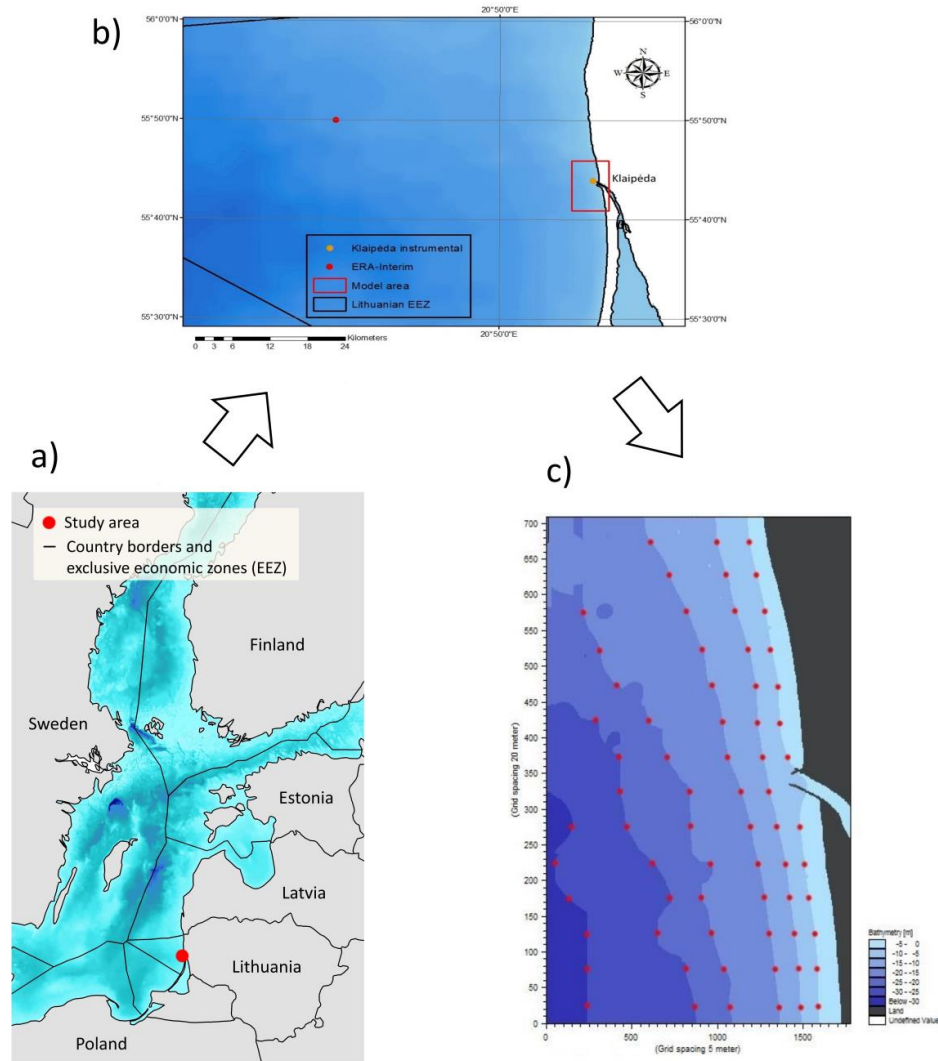 b)
20°50'0"E
56°0'0"N
56°0'0"N
N
W
E
S
55°50'0"N
55°50'0"N
Klaipėda
55°40'0"N
55°40'0"N
Klaipėda instrumental
ERA-Interim
Model area
Lithuanian EEZ
55°30'0"N
55°30'0"N
20°50'0"E
Kilometers
0 3 6 12 18 24
a)
Study area
Country borders and
exclusive economic zones (EEZ)
Finland
Sweden
Estonia
Latvia
Lithuania
Poland
c)
700
650
600
550
500
450
400
350
300
250
200
150
100
50
0
(Grid spacing 20 meter)
0 500 1000 1500
(Grid spacing 5 meter)
Bathymetry [m]
-5 - 0
-10 - -5
-15 - -10
-20 - -15
-25 - -20
-30 - -25
Below -30
Land
Undefined Value